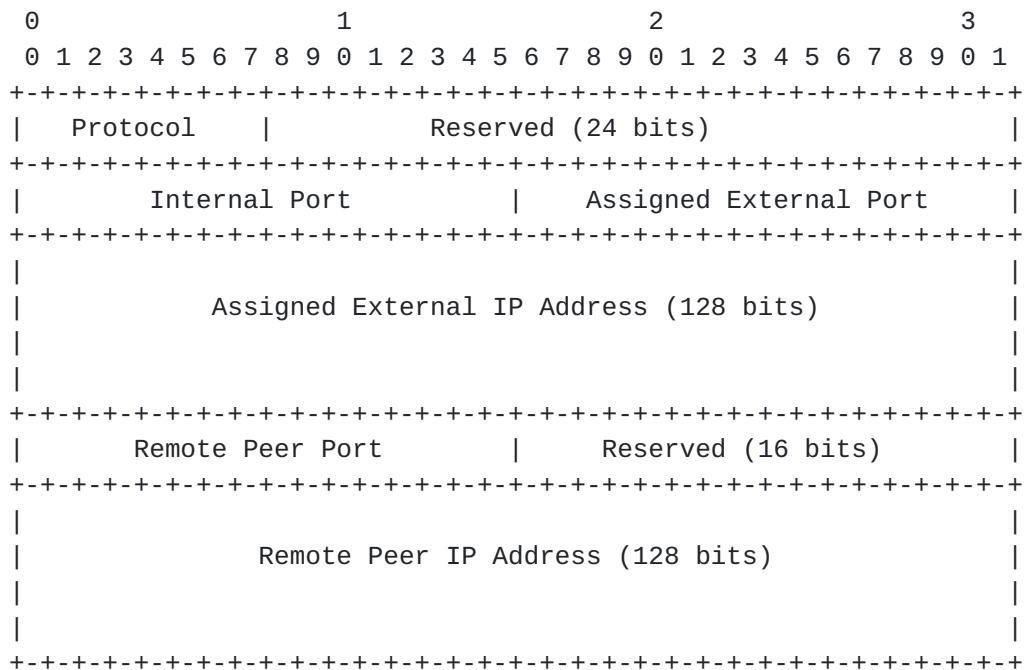 0                   1                   2                   3
 0 1 2 3 4 5 6 7 8 9 0 1 2 3 4 5 6 7 8 9 0 1 2 3 4 5 6 7 8 9 0 1
+-+-+-+-+-+-+-+-+-+-+-+-+-+-+-+-+-+-+-+-+-+-+-+-+-+-+-+-+-+-+-+-+
|   Protocol    |          Reserved (24 bits)                   |
+-+-+-+-+-+-+-+-+-+-+-+-+-+-+-+-+-+-+-+-+-+-+-+-+-+-+-+-+-+-+-+-+
|        Internal Port          |    Assigned External Port     |
+-+-+-+-+-+-+-+-+-+-+-+-+-+-+-+-+-+-+-+-+-+-+-+-+-+-+-+-+-+-+-+-+
|                                                               |
|            Assigned External IP Address (128 bits)            |
|                                                               |
|                                                               |
+-+-+-+-+-+-+-+-+-+-+-+-+-+-+-+-+-+-+-+-+-+-+-+-+-+-+-+-+-+-+-+-+
|       Remote Peer Port        |     Reserved (16 bits)        |
+-+-+-+-+-+-+-+-+-+-+-+-+-+-+-+-+-+-+-+-+-+-+-+-+-+-+-+-+-+-+-+-+
|                                                               |
|               Remote Peer IP Address (128 bits)               |
|                                                               |
|                                                               |
+-+-+-+-+-+-+-+-+-+-+-+-+-+-+-+-+-+-+-+-+-+-+-+-+-+-+-+-+-+-+-+-+